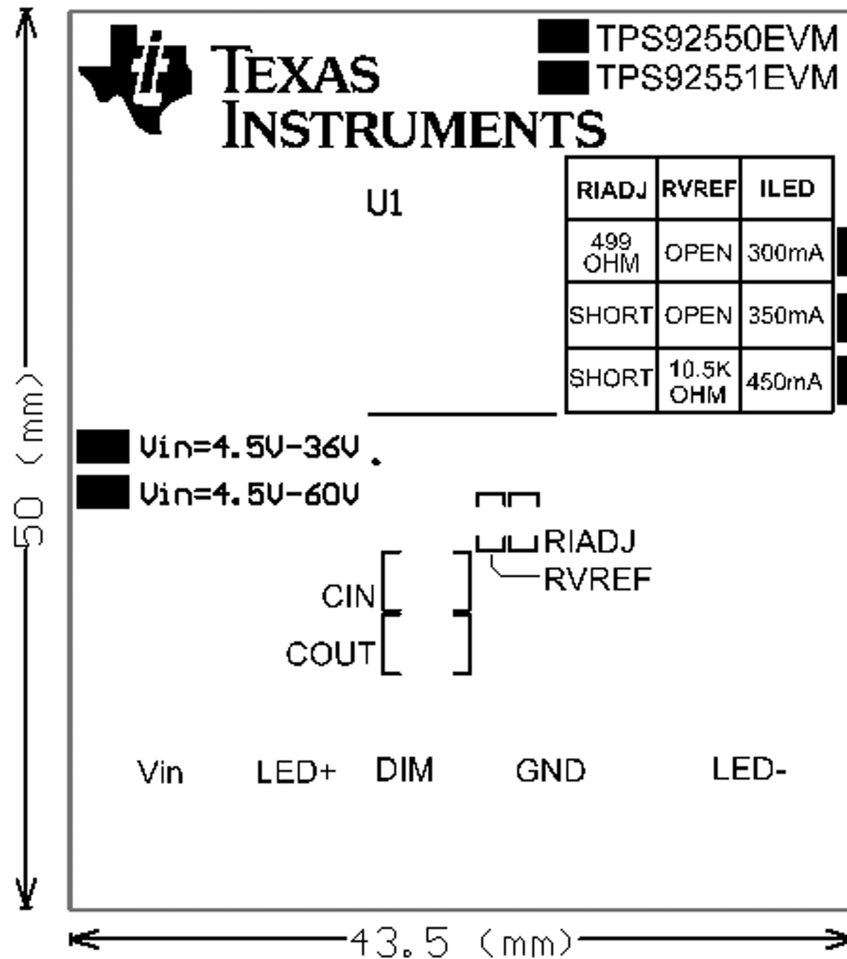 TPS92550EVM
TPS92551EVM
TEXAS
INSTRUMENTS
U1
RIADJ RVREF ILED
499 OHM OPEN 300mA
SHORT OPEN 350mA
SHORT 10.5K OHM 450mA
Vin=4.5V-36V
Vin=4.5V-60V
50 (mm)
RIADJ
RVREF
CIN
COUT
Vin LED+ DIM GND LED-
43.5 (mm)